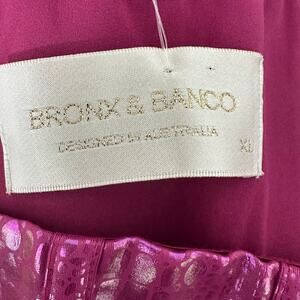 BRONX & BANCO
DESIGNED IN AUSTRALIA
XL